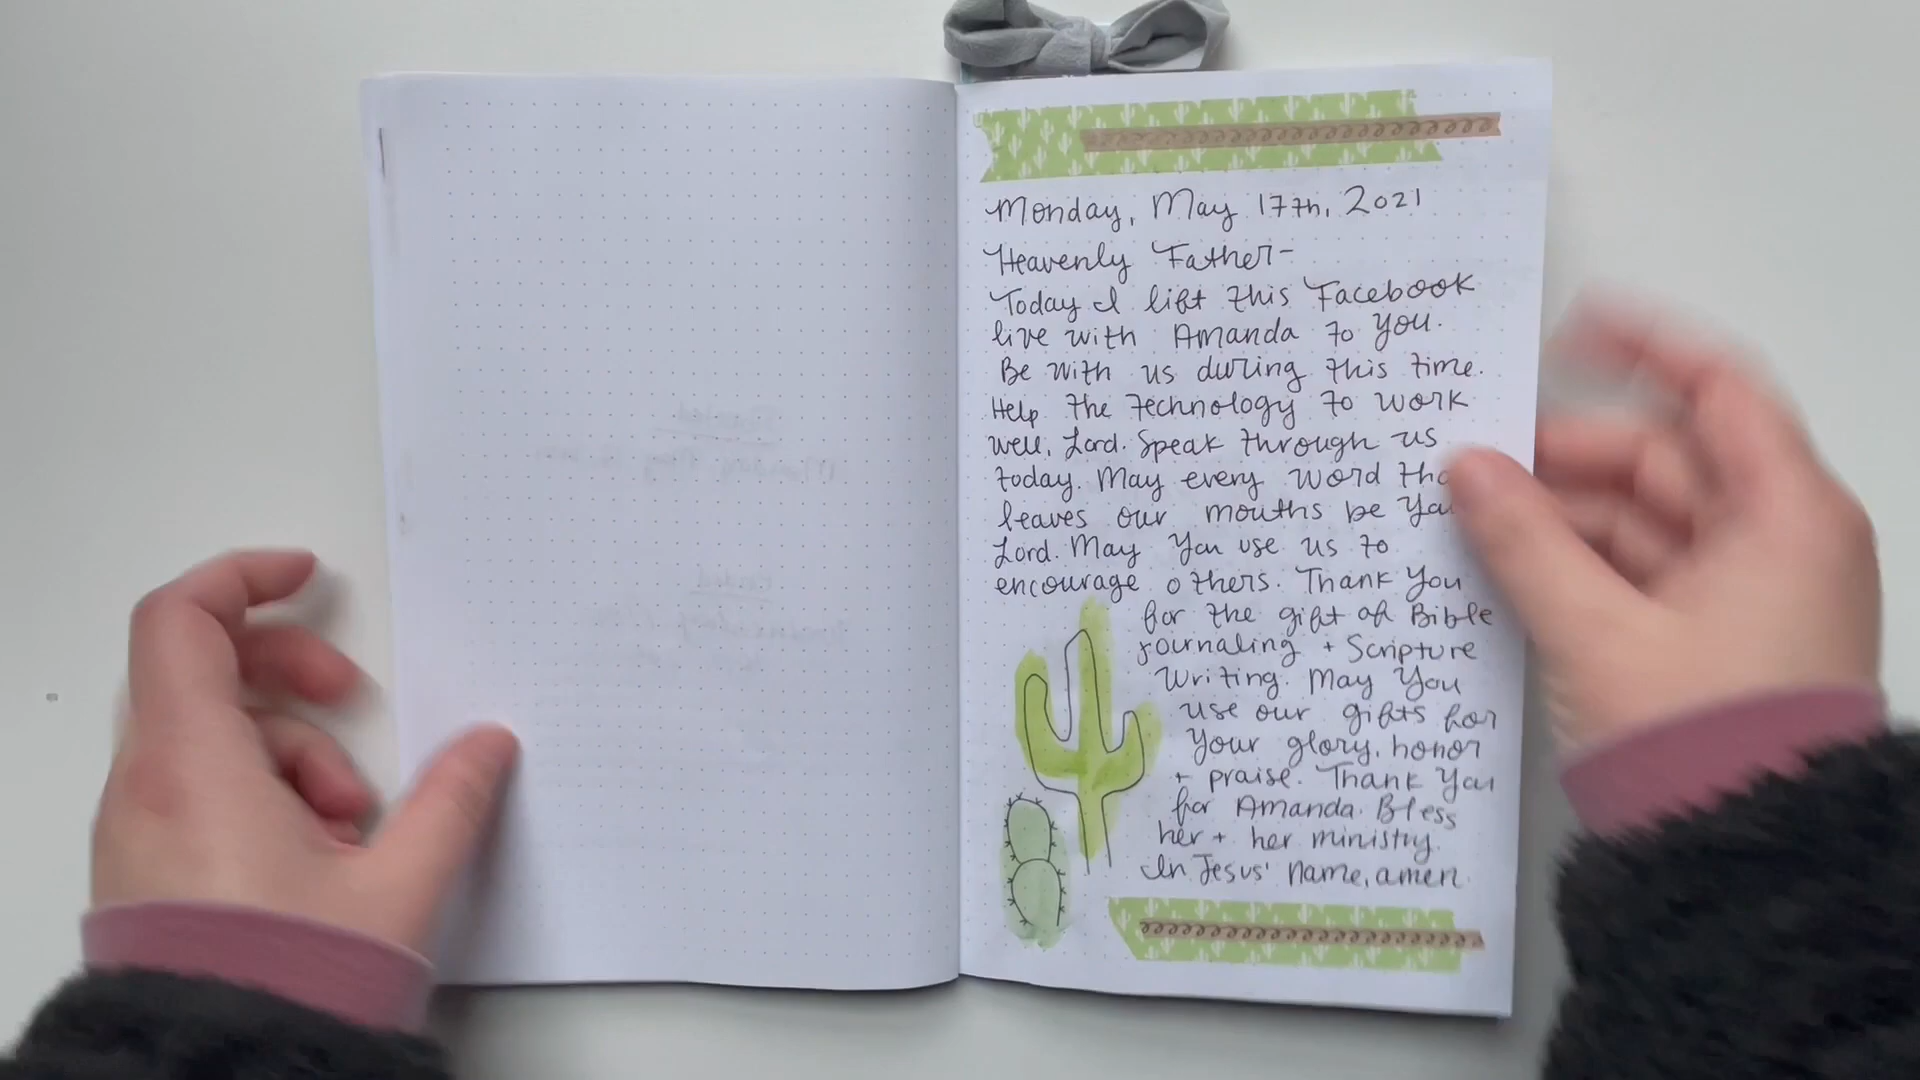 Monday, May 17th, 2021
Heavenly Father-
Today I lift this Facebook
live with Amanda to You.
Be with us during this time.
Help the technology to work
well, Lord. Speak through us
today. May every word
leaves our mouths be
Lord. May You use us to
encourage others. Thank You
for the gift of Bible
journaling + Scripture
Writing. May You
use our gifts for
Your glory, honor
+ praise. Thank You
for Amanda. Bless
her + her ministry.
In Jesus' name, amen.